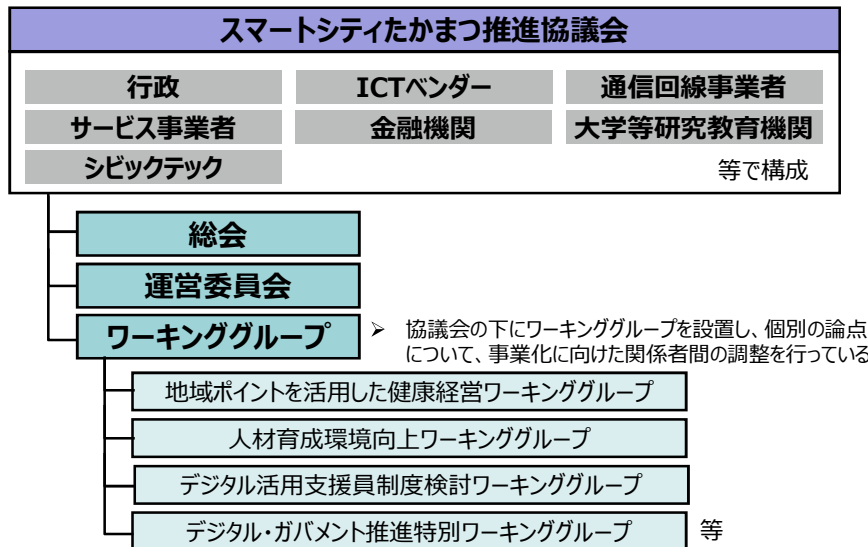 スマートシティたかまつ推進協議会
行政 ICTベンダー 通信回線事業者
サービス事業者 金融機関 大学等研究教育機関
シビックテック 等で構成
総会
運営委員会
ワーキンググループ
➢ 協議会の下にワーキンググループを設置し、個別の論点
について、事業化に向けた関係者間の調整を行っている
地域ポイントを活用した健康経営ワーキンググループ
人材育成環境向上ワーキンググループ
デジタル活用支援員制度検討ワーキンググループ
デジタル・ガバメント推進特別ワーキンググループ 等